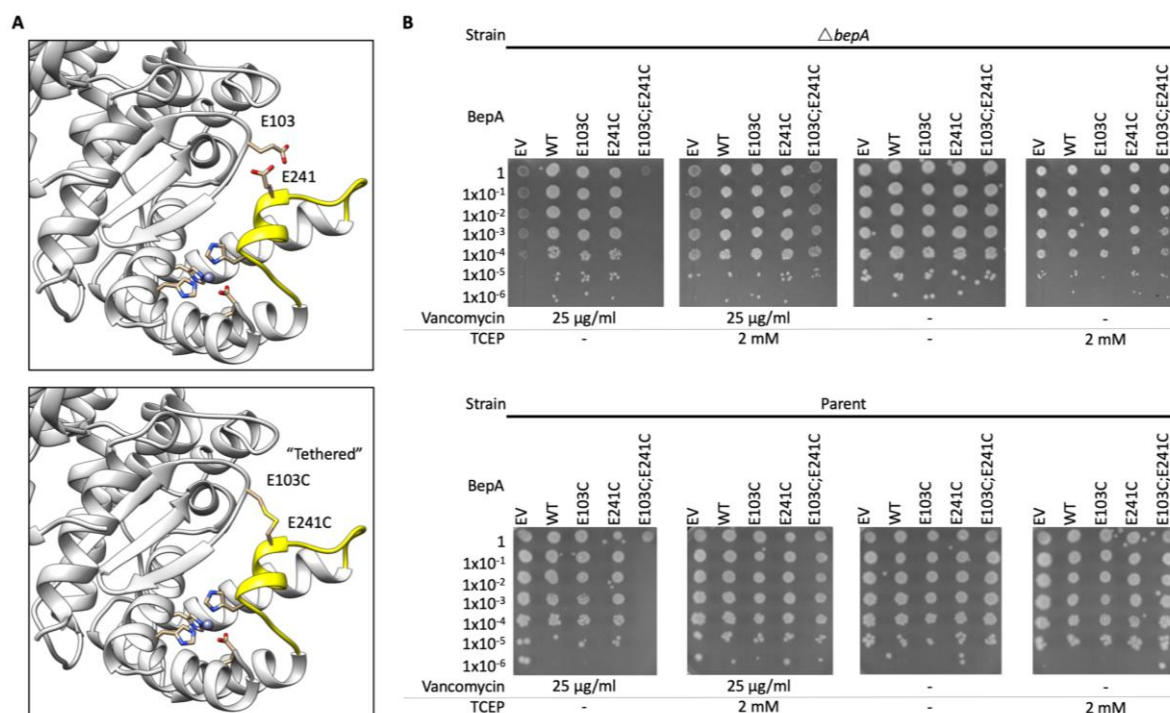 A
E103
E241
"Tethered"
E103C
E241C
B
Strain
△bepA
BepA
EV WT E103C E241C E103C;E241C EV WT E103C E241C E103C;E241C EV WT E103C E241C E103C;E241C EV WT E103C E241C E103C;E241C
1
1x10⁻¹
1x10⁻²
1x10⁻³
1x10⁻⁴
1x10⁻⁵
1x10⁻⁶
Vancomycin 25 µg/ml 25 µg/ml - -
TCEP - 2 mM - 2 mM
Strain
Parent
BepA
EV WT E103C E241C E103C;E241C EV WT E103C E241C E103C;E241C EV WT E103C E241C E103C;E241C EV WT E103C E241C E103C;E241C
1
1x10⁻¹
1x10⁻²
1x10⁻³
1x10⁻⁴
1x10⁻⁵
1x10⁻⁶
Vancomycin 25 µg/ml 25 µg/ml - -
TCEP - 2 mM - 2 mM